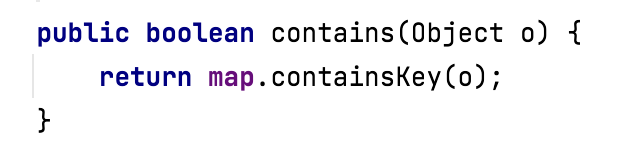 public boolean contains(Object o) {
    return map.containsKey(o);
}